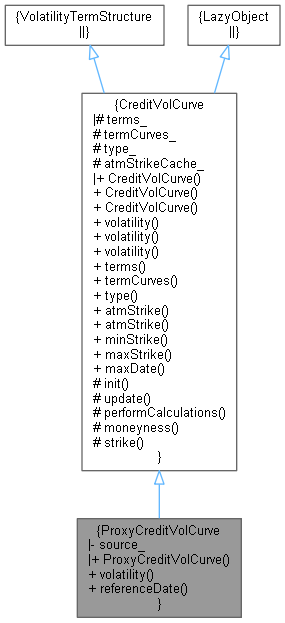 {VolatilityTermStructure
||}
{LazyObject
||}
{CreditVolCurve
|# terms_
# termCurves_
# type_
# atmStrikeCache_
|+ CreditVolCurve()
+ CreditVolCurve()
+ CreditVolCurve()
+ volatility()
+ volatility()
+ volatility()
+ terms()
+ termCurves()
+ type()
+ atmStrike()
+ atmStrike()
+ minStrike()
+ maxStrike()
+ maxDate()
# init()
# update()
# performCalculations()
# moneyness()
# strike()
}
{ProxyCreditVolCurve
|- source_
|+ ProxyCreditVolCurve()
+ volatility()
+ referenceDate()
}